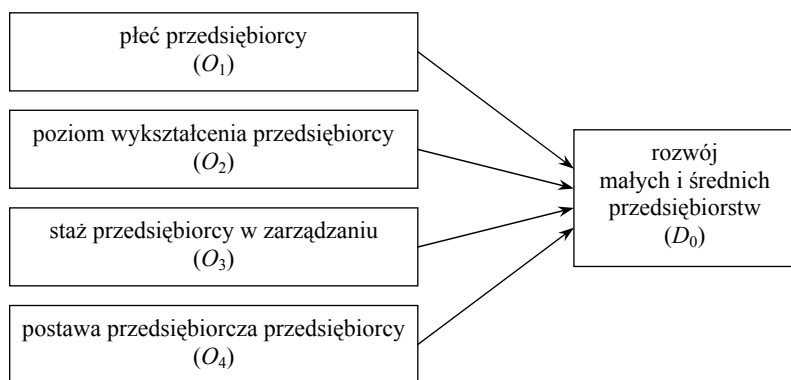 płeć przedsiębiorcy
(O₁)
poziom wykształcenia przedsiębiorcy
(O₂)
staż przedsiębiorcy w zarządzaniu
(O₃)
postawa przedsiębiorcza przedsiębiorcy
(O₄)
rozwój
małych i średnich
przedsiębiorstw
(D₀)